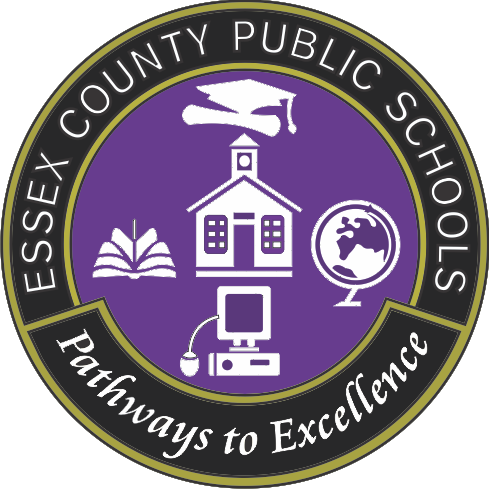 ESSEX COUNTY PUBLIC SCHOOLS
Pathways to Excellence